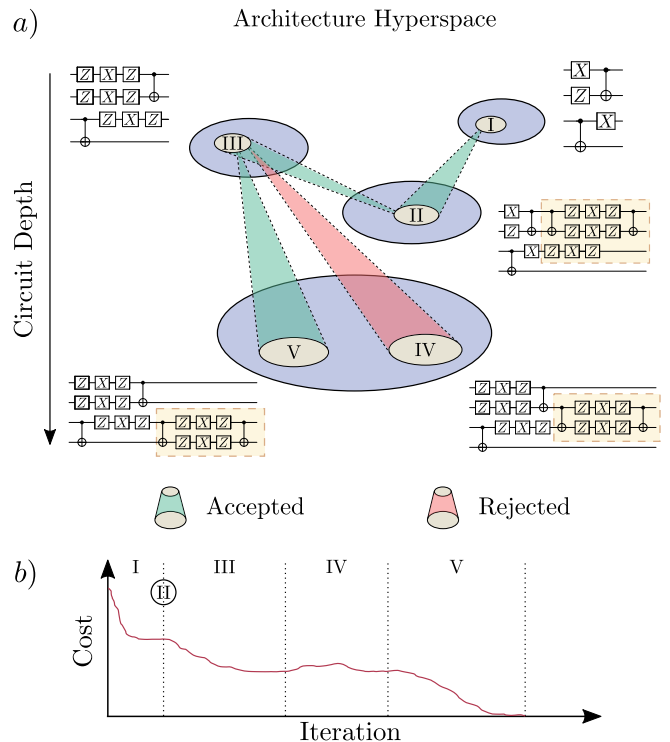 a)
Architecture Hyperspace
Circuit Depth
Z X Z
Z X Z
Z X Z
III
I
II
V
IV
X
Z
X
X Z X Z
Z Z X Z
X Z X Z
Z X Z
Z X Z
Z X Z Z X Z
Z X Z
Z X Z
Z X Z Z X Z
Z X Z Z X Z
Accepted
Rejected
b)
I II III IV V
Cost
Iteration